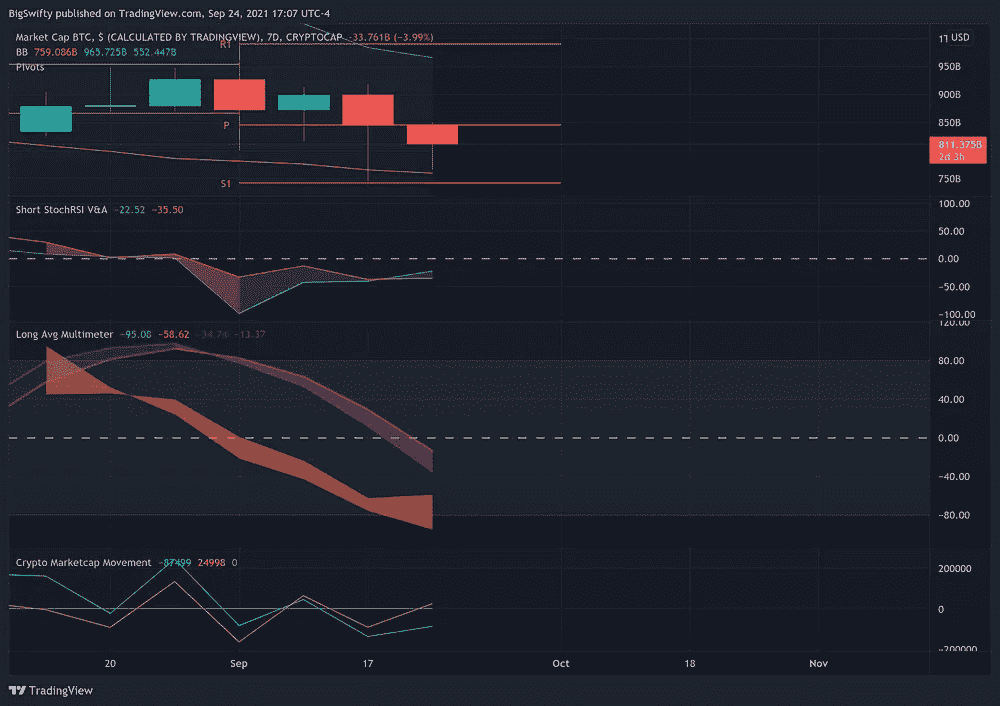 BigSwifty published on TradingView.com, Sep 24, 2021 17:07 UTC-4
Market Cap BTC, $ (CALCULATED BY TRADINGVIEW), 7D, CRYPTOCAP -33.761B (-3.99%)
BB 759.086B 965.725B 552.447B
Pivots
R1
P
S1
USD
950B
900B
850B
811.375B
2d 3h
750B
Short StochRSI V&A -22.52 -35.50
100.00
50.00
0.00
-50.00
-100.00
Long Avg Multimeter -95.08 -58.62 -34.74 -13.37
120.00
80.00
40.00
0.00
-40.00
-80.00
Crypto Marketcap Movement -87499 24998 0
200000
0
-200000
20 Sep 17 Oct 18 Nov
TradingView